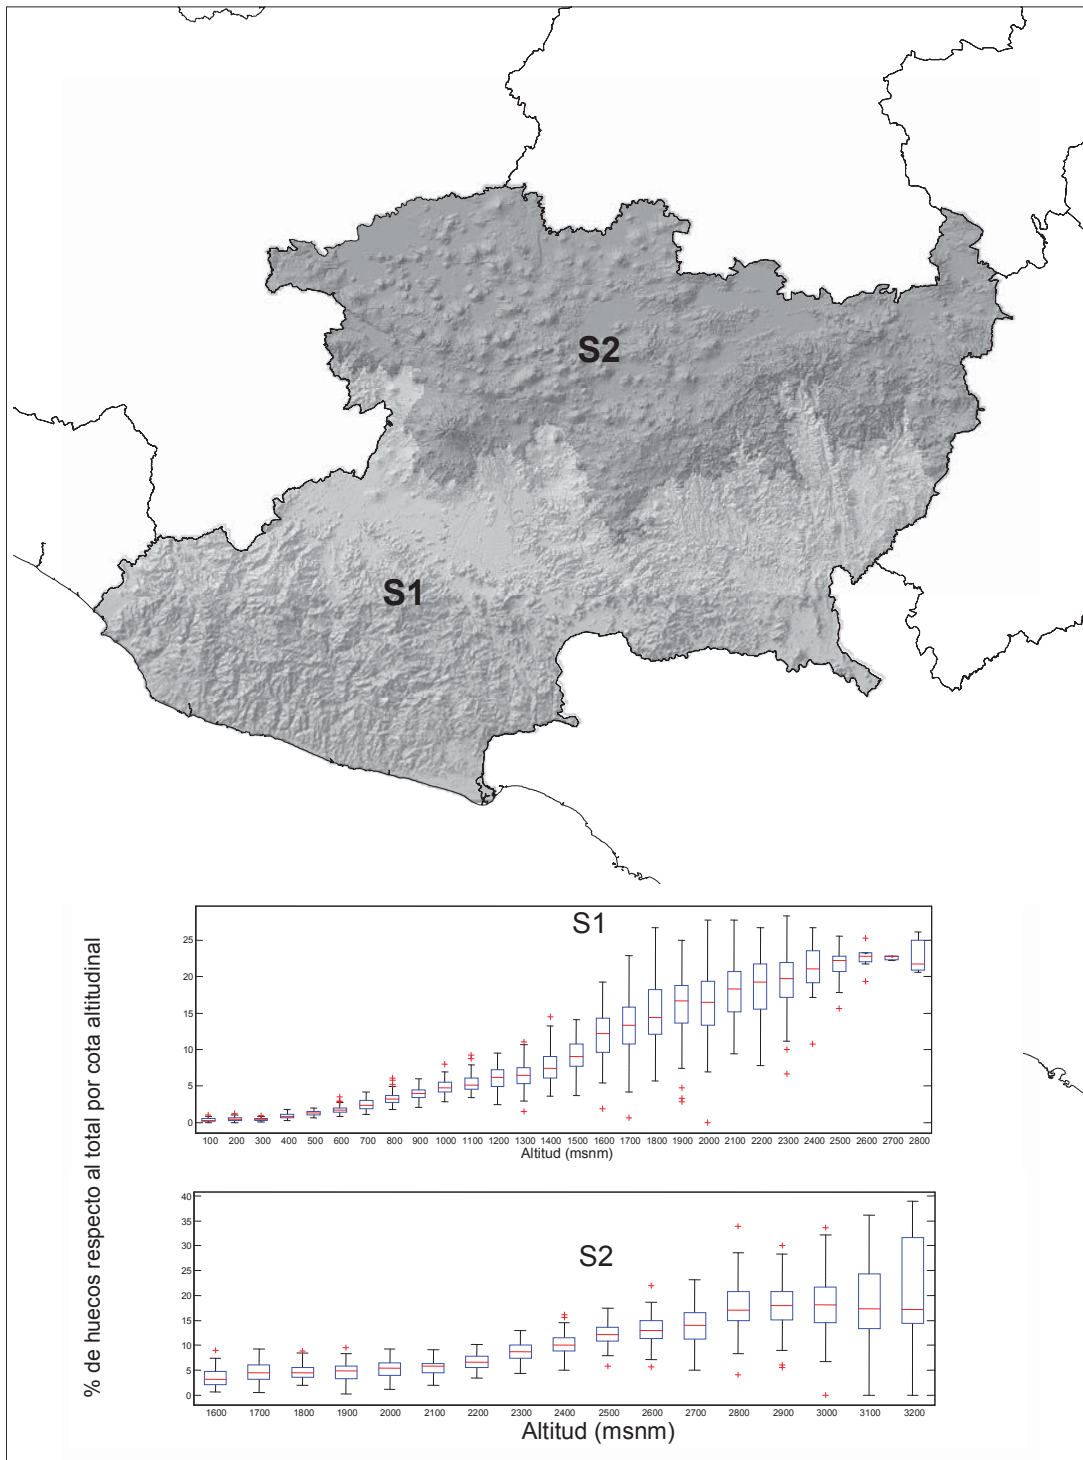 S2
S1
% de huecos respecto al total por cota altitudinal
S1
25
20
15
10
5
0
100 200 300 400 500 600 700 800 900 1000 1100 1200 1300 1400 1500 1600 1700 1800 1900 2000 2100 2200 2300 2400 2500 2600 2700 2800
Altitud (msnm)
S2
40
35
30
25
20
15
10
5
0
1600 1700 1800 1900 2000 2100 2200 2300 2400 2500 2600 2700 2800 2900 3000 3100 3200
Altitud (msnm)